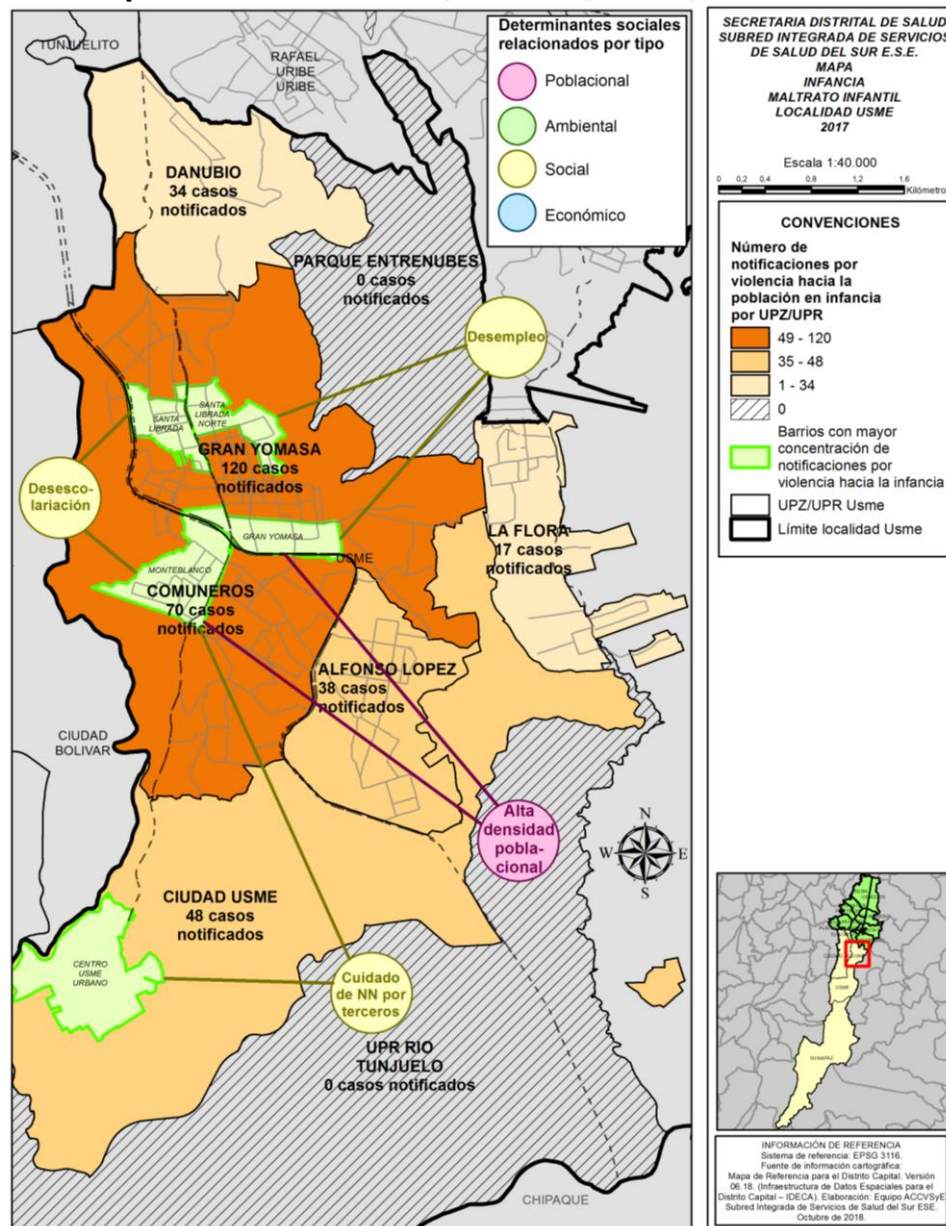 TUNJUELITO
RAFAEL
URIBE
URIBE
Determinantes sociales
relacionados por tipo
Poblacional
Ambiental
Social
Económico
DANUBIO
34 casos
notificados
PARQUE ENTRENUBES
0 casos
notificados
Desempleo
SANTA
LIBRADA
SANTA
LIBRADA
NORTE
GRAN YOMASA
120 casos
notificados
Desesco-
lariación
GRAN YOMASA
USME
LA FLORA
17 casos
notificados
MONTEBLANCO
COMUNEROS
70 casos
notificados
ALFONSO LOPEZ
38 casos
notificados
CIUDAD
BOLIVAR
Alta
densidad
pobla-
cional
N
W
E
S
CIUDAD USME
48 casos
notificados
CENTRO
USME
URBANO
Cuidado
de NN por
terceros
UPR RIO
TUNJUELO
0 casos notificados
CHIPAQUE
SECRETARIA DISTRITAL DE SALUD
SUBRED INTEGRADA DE SERVICIOS
DE SALUD DEL SUR E.S.E.
MAPA
INFANCIA
MALTRATO INFANTIL
LOCALIDAD USME
2017
Escala 1:40.000
0 0,2 0,4 0,8 1,2 1,6
Kilómetro
CONVENCIONES
Número de
notificaciones por
violencia hacia la
población en infancia
por UPZ/UPR
49 - 120
35 - 48
1 - 34
0
Barrios con mayor
concentración de
notificaciones por
violencia hacia la infancia
UPZ/UPR Usme
Límite localidad Usme
USME
SUMAPAZ
INFORMACIÓN DE REFERENCIA
Sistema de referencia: EPSG 3116.
Fuente de información cartográfica:
Mapa de Referencia para el Distrito Capital. Versión
06.18. (Infraestructura de Datos Espaciales para el
Distrito Capital – IDECA). Elaboración: Equipo ACCVSyE
Subred Integrada de Servicios de Salud del Sur ESE.
Octubre de 2018.